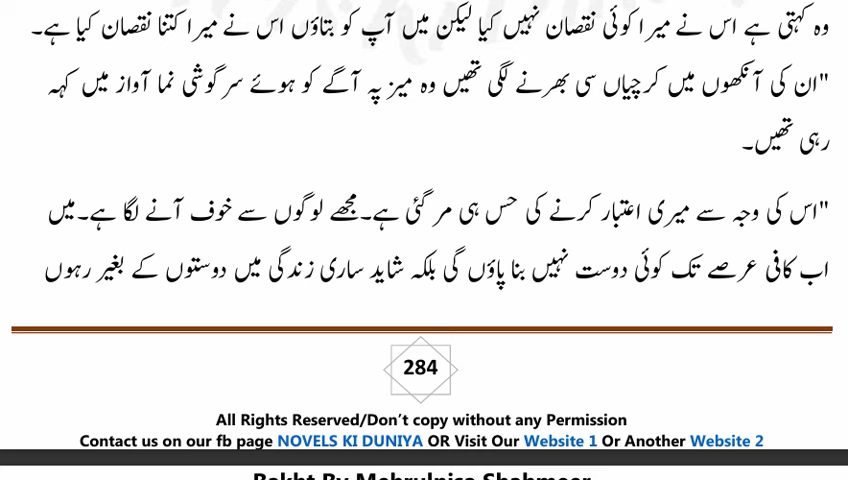 وہ کہتی ہے اس نے میرا کوئی نقصان نہیں کیا لیکن میں آپ کو بتاؤں اس نے میرا کتنا نقصان کیا ہے۔
"ان کی آنکھوں میں کرچیاں سی بھرنے لگی تھیں وہ میز پہ آگے کو ہوئے سرگوشی نما آواز میں کہہ
رہی تھیں۔
"اس کی وجہ سے میری اعتبار کرنے کی حس ہی مر گئی ہے۔مجھے لوگوں سے خوف آنے لگا ہے۔میں
اب کافی عرصے تک کوئی دوست نہیں بنا پاؤں گی بلکہ شاید ساری زندگی میں دوستوں کے بغیر رہوں
284
All Rights Reserved/Don't copy without any Permission
Contact us on our fb page NOVELS KI DUNIYA OR Visit Our Website 1 Or Another Website 2
Bakht By Mehrulnisa Shahmeer